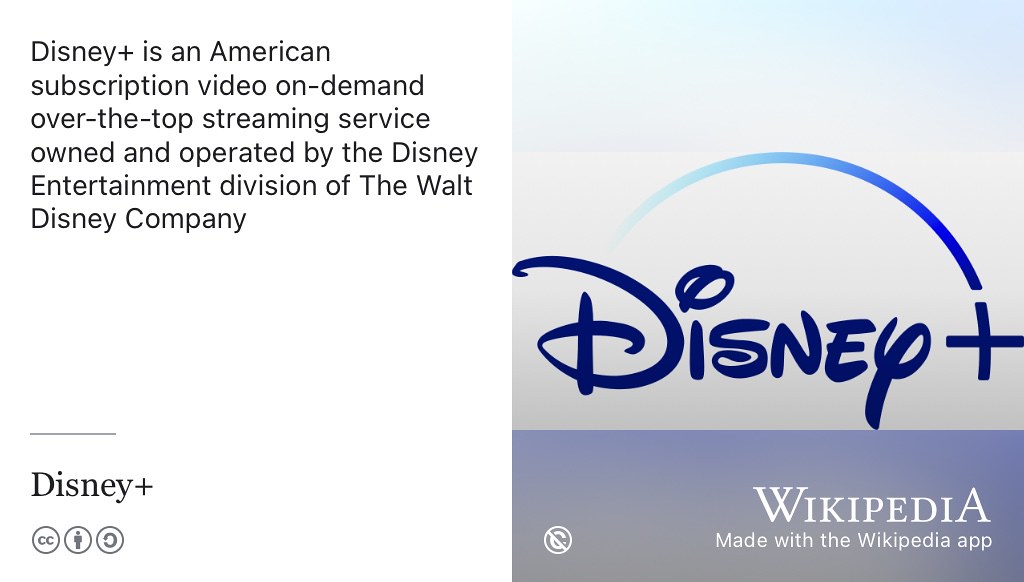 Disney+ is an American
subscription video on-demand
over-the-top streaming service
owned and operated by the Disney
Entertainment division of The Walt
Disney Company
Disney+
cc
Disney+
WIKIPEDIA
Made with the Wikipedia app